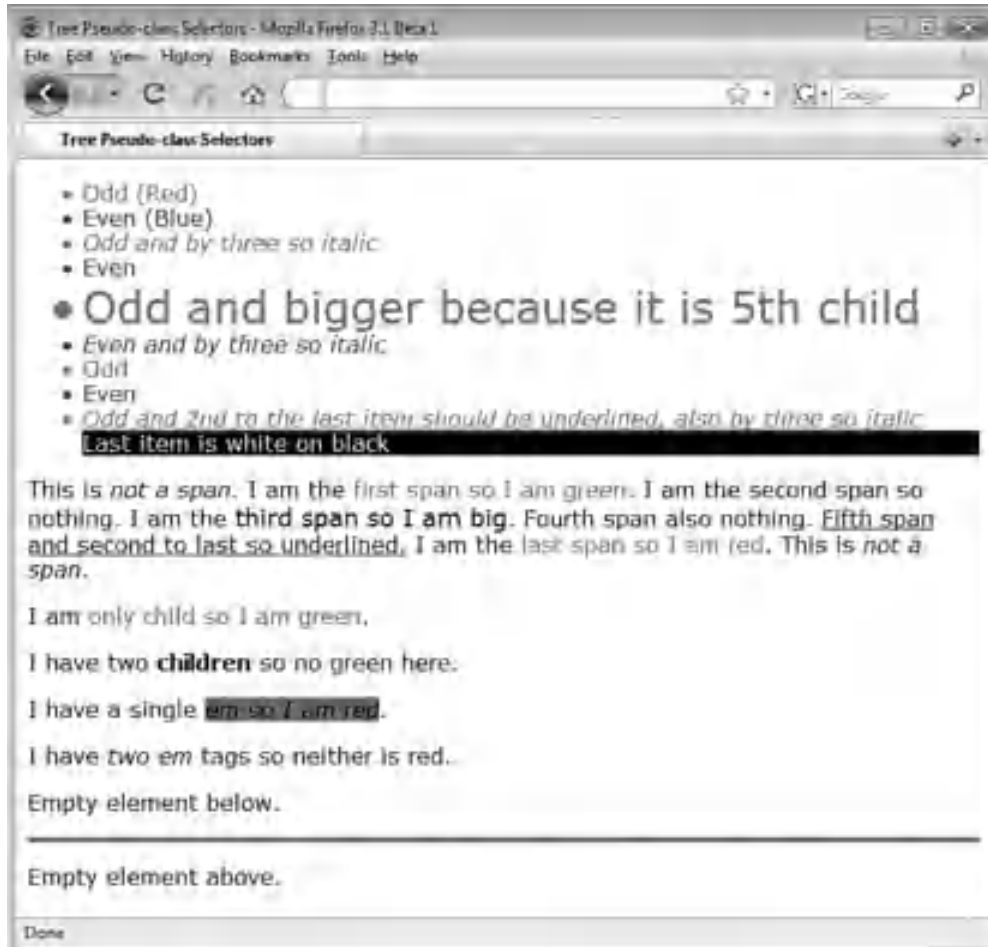 Tree Pseudo-class Selectors - Mozilla Firefox 3.1 Beta 1
File Edit View History Bookmarks Tools Help
Google
Tree Pseudo-class Selectors
Odd (Red)
Even (Blue)
Odd and by three so italic
Even
Odd and bigger because it is 5th child
Even and by three so italic
Odd
Even
Odd and 2nd to the last item should be underlined, also by three so italic
Last item is white on black
This is not a span. I am the first span so I am green. I am the second span so
nothing. I am the third span so I am big. Fourth span also nothing. Fifth span
and second to last so underlined. I am the last span so I am red. This is not a
span.
I am only child so I am green.
I have two children so no green here.
I have a single em so I am red.
I have two em tags so neither is red.
Empty element below.
Empty element above.
Done